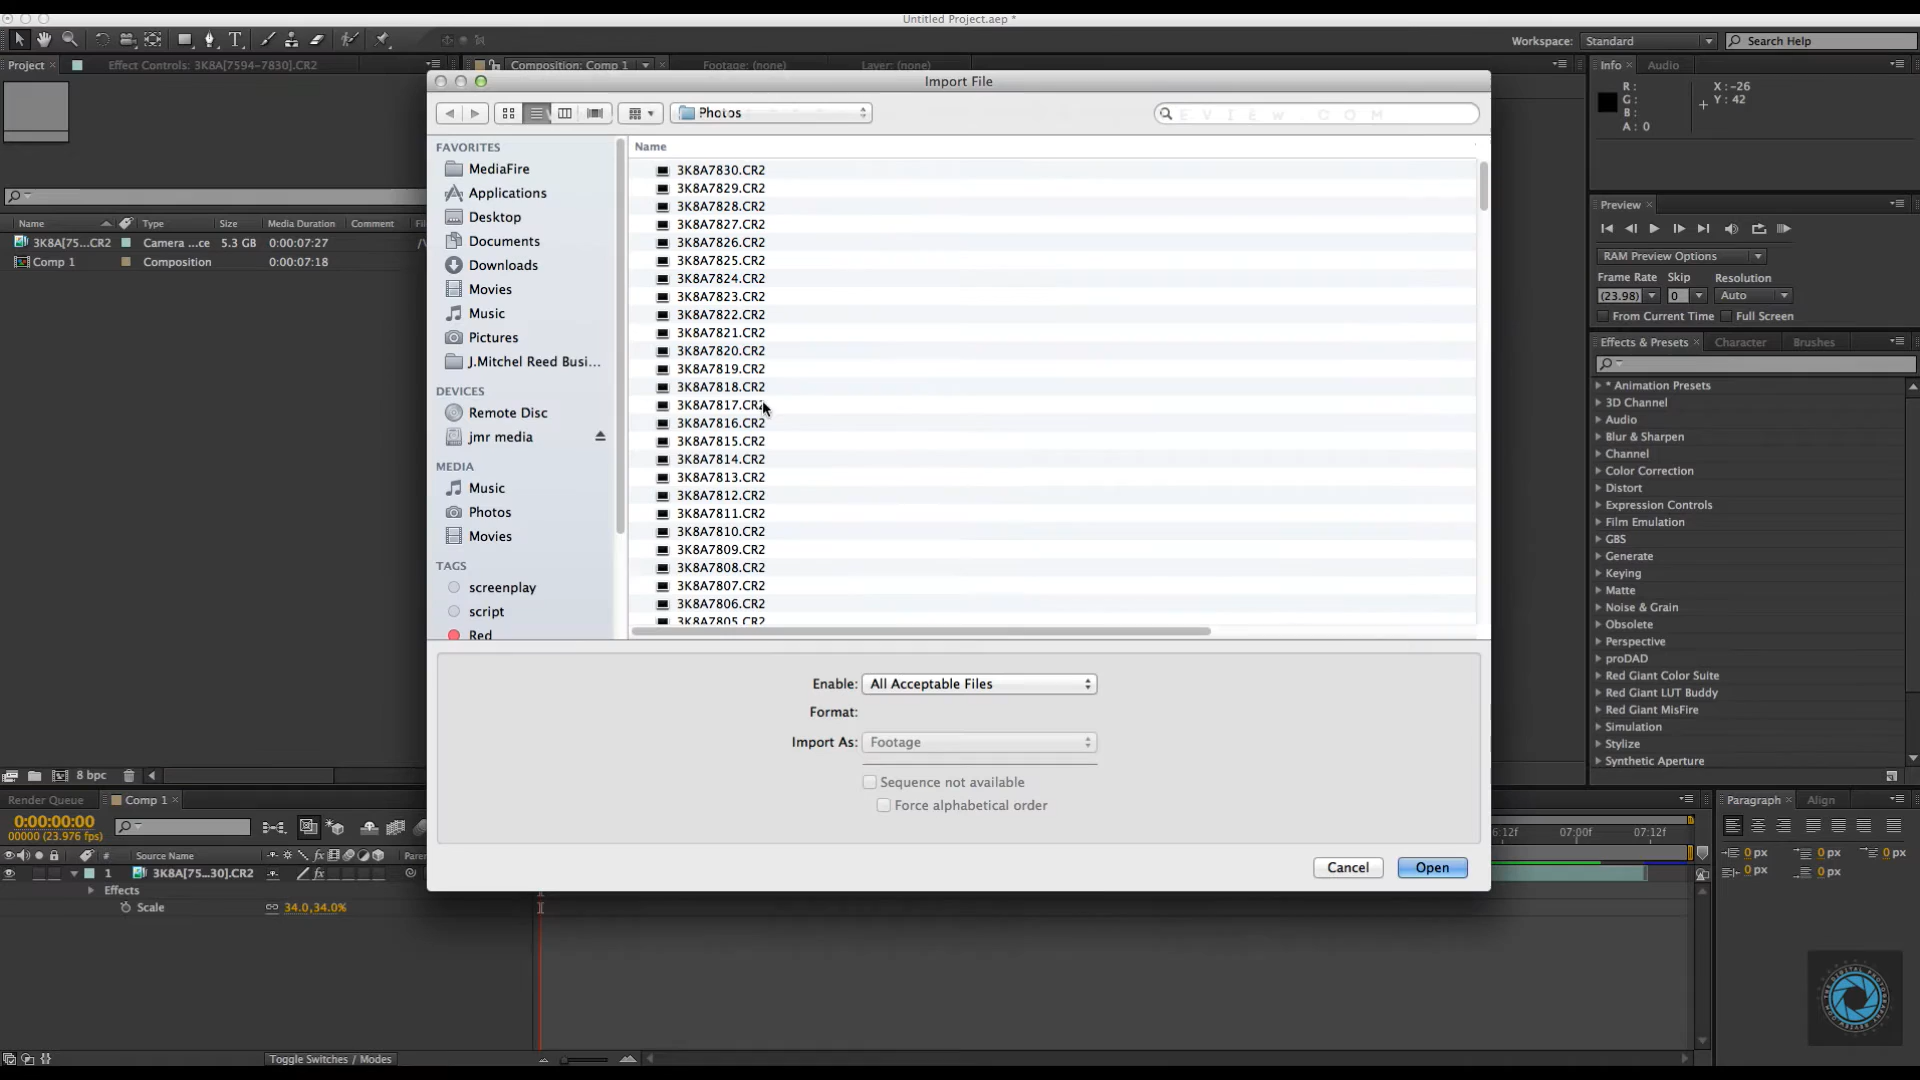 Untitled Project.aep *
Workspace: Standard Search Help
Project Effect Controls: 3K8A[7594-7830].CR2 Composition: Comp 1 Footage: (none) Layer: (none) Info Audio
Import File
R:
G:
B:
A: 0
X: -26
Y: 42
Photos
E V I E W . C O M
FAVORITES
MediaFire
Applications
Desktop
Documents
Downloads
Movies
Music
Pictures
J.Mitchel Reed Busi...
DEVICES
Remote Disc
jmr media
MEDIA
Music
Photos
Movies
TAGS
screenplay
script
Red
Name
3K8A7830.CR2
3K8A7829.CR2
3K8A7828.CR2
3K8A7827.CR2
3K8A7826.CR2
3K8A7825.CR2
3K8A7824.CR2
3K8A7823.CR2
3K8A7822.CR2
3K8A7821.CR2
3K8A7820.CR2
3K8A7819.CR2
3K8A7818.CR2
3K8A7817.CR2
3K8A7816.CR2
3K8A7815.CR2
3K8A7814.CR2
3K8A7813.CR2
3K8A7812.CR2
3K8A7811.CR2
3K8A7810.CR2
3K8A7809.CR2
3K8A7808.CR2
3K8A7807.CR2
3K8A7806.CR2
3K8A7805.CR2
Enable: All Acceptable Files
Format:
Import As: Footage
Sequence not available
Force alphabetical order
Cancel Open
Name Type Size Media Duration Comment
3K8A[75...CR2 Camera ...ce 5.3 GB 0:00:07:27
Comp 1 Composition 0:00:07:18
8 bpc
Preview
RAM Preview Options
Frame Rate Skip Resolution
(23.98) 0 Auto
From Current Time Full Screen
Effects & Presets Character Brushes
* Animation Presets
3D Channel
Audio
Blur & Sharpen
Channel
Color Correction
Distort
Expression Controls
Film Emulation
GBS
Generate
Keying
Matte
Noise & Grain
Obsolete
Perspective
proDAD
Red Giant Color Suite
Red Giant LUT Buddy
Red Giant MisFire
Simulation
Stylize
Synthetic Aperture
Render Queue Comp 1
0:00:00:00
00000 (23.976 fps)
# Source Name
1 3K8A[75...30].CR2
Effects
Scale 34.0,34.0%
Toggle Switches / Modes
07:00f 07:12f
Paragraph Align
0 px 0 px 0 px
0 px 0 px